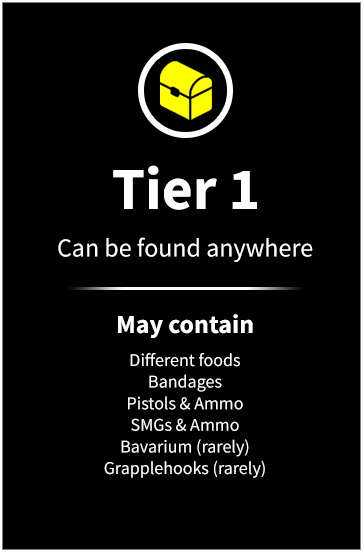 Tier 1
Can be found anywhere
May contain
Different foods
Bandages
Pistols & Ammo
SMGs & Ammo
Bavarium (rarely)
Grapplehooks (rarely)